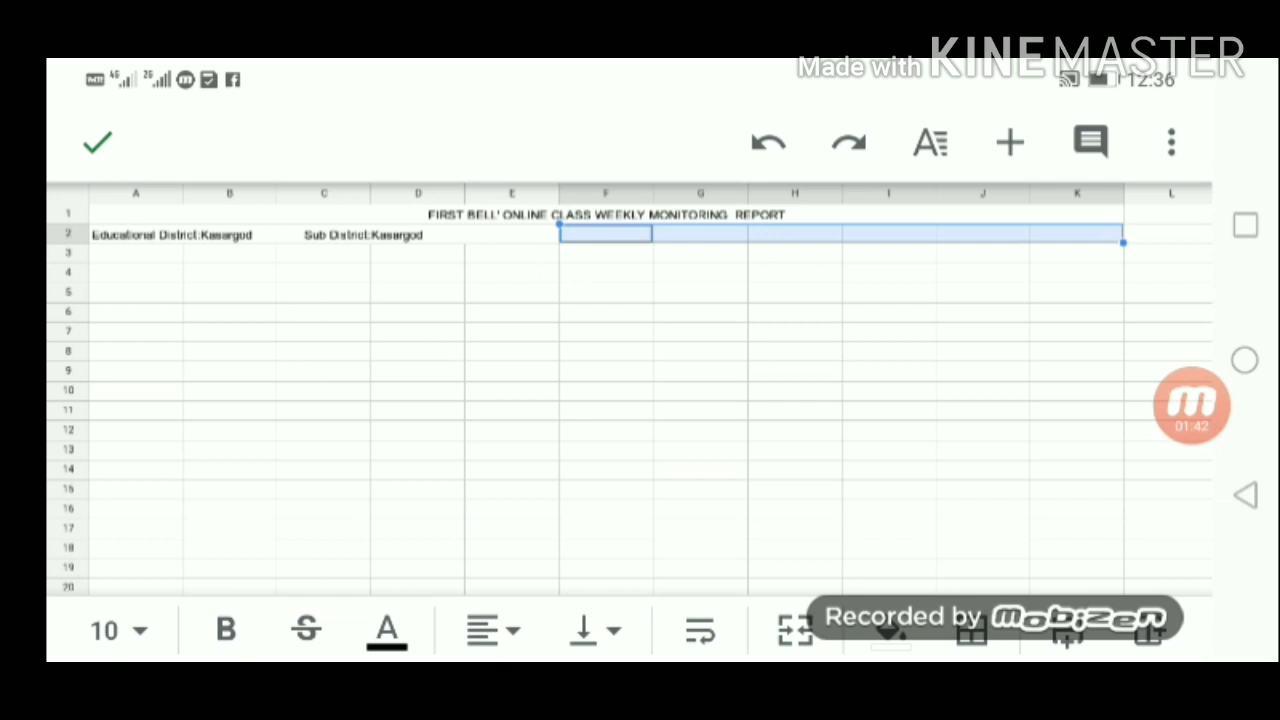 Made with KINEMASTER
4G 2G 12:36
A B C D E F G H I J K L
1 FIRST BELL' ONLINE CLASS WEEKLY MONITORING REPORT
2 Educational District:Kasargod Sub District:Kasargod
3
4
5
6
7
8
9
10
11
12
13
14
15
16
17
18
19
20
01:42
10 B S A
Recorded by mobizen